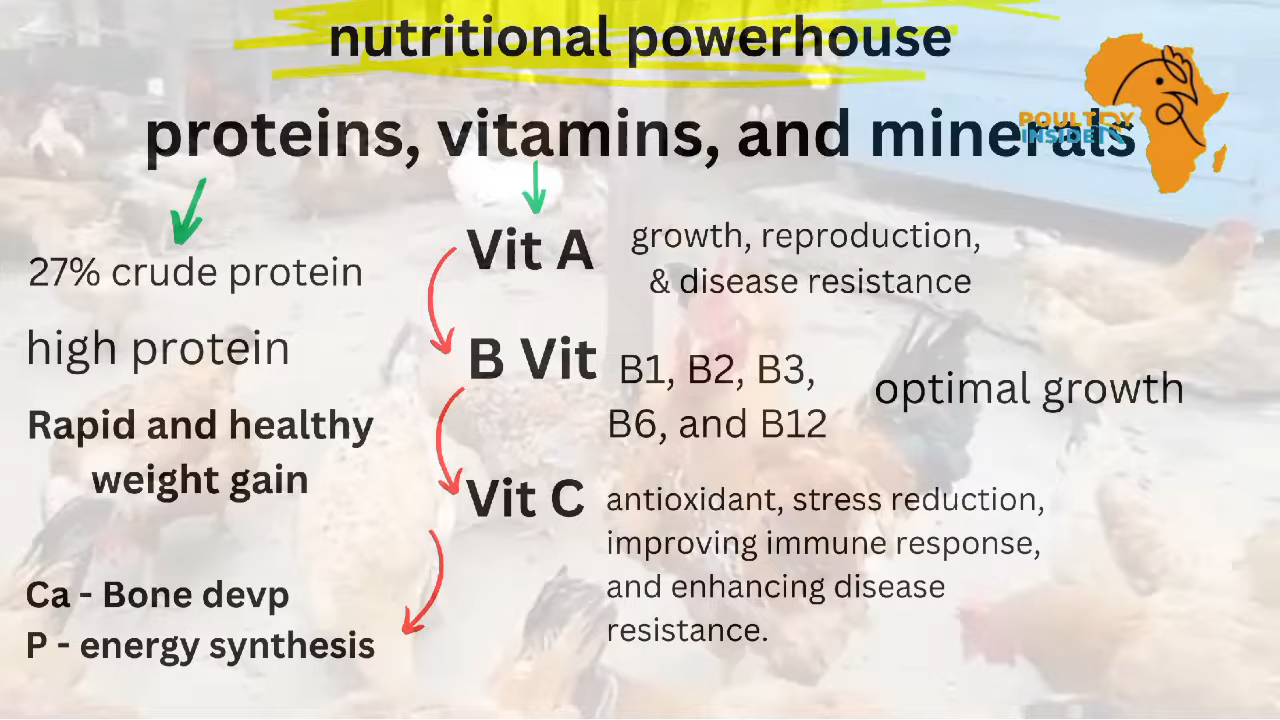 nutritional powerhouse
proteins, vitamins, and minerals
POULTRY
INSIDERS
27% crude protein
high protein
Rapid and healthy
weight gain
Vit A
growth, reproduction,
& disease resistance
B Vit
B1, B2, B3,
B6, and B12
optimal growth
Vit C
antioxidant, stress reduction,
improving immune response,
and enhancing disease
resistance.
Ca - Bone devp
P - energy synthesis